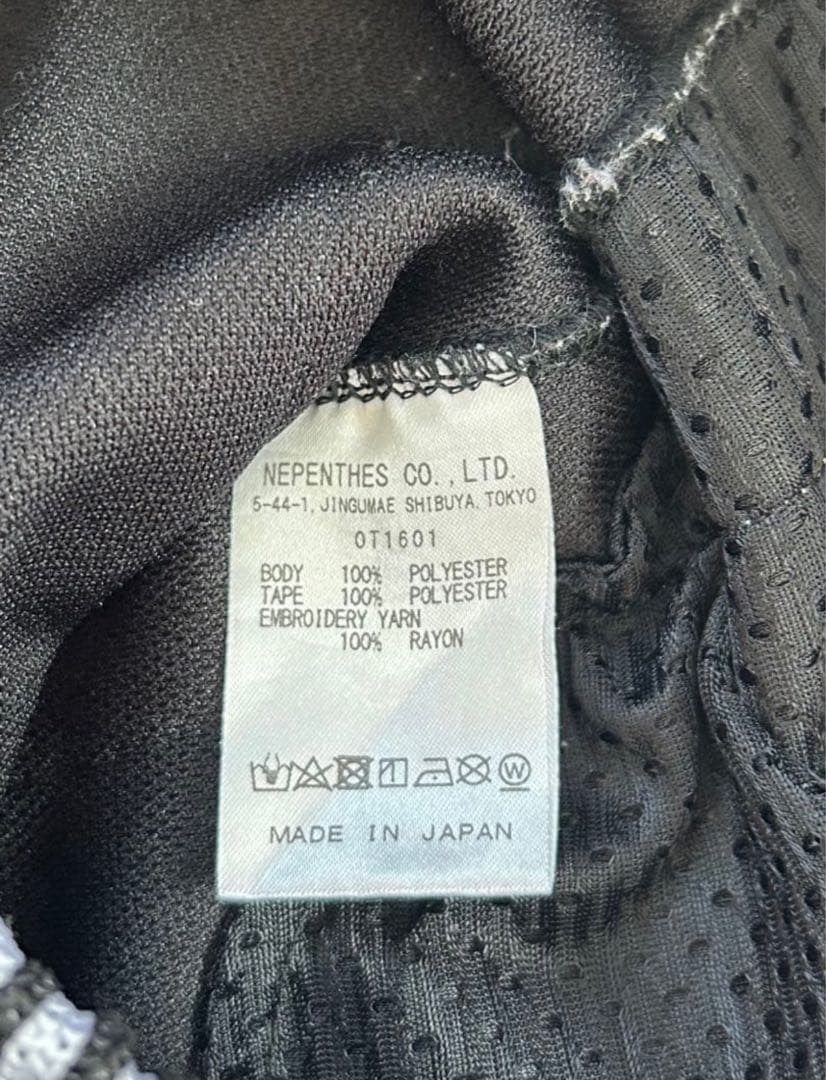 NEPENTHES CO.,LTD.
5-44-1, JINGUMAE SHIBUYA, TOKYO
OT1601
BODY 100% POLYESTER
TAPE 100% POLYESTER
EMBROIDERY YARN
100% RAYON
W
MADE IN JAPAN